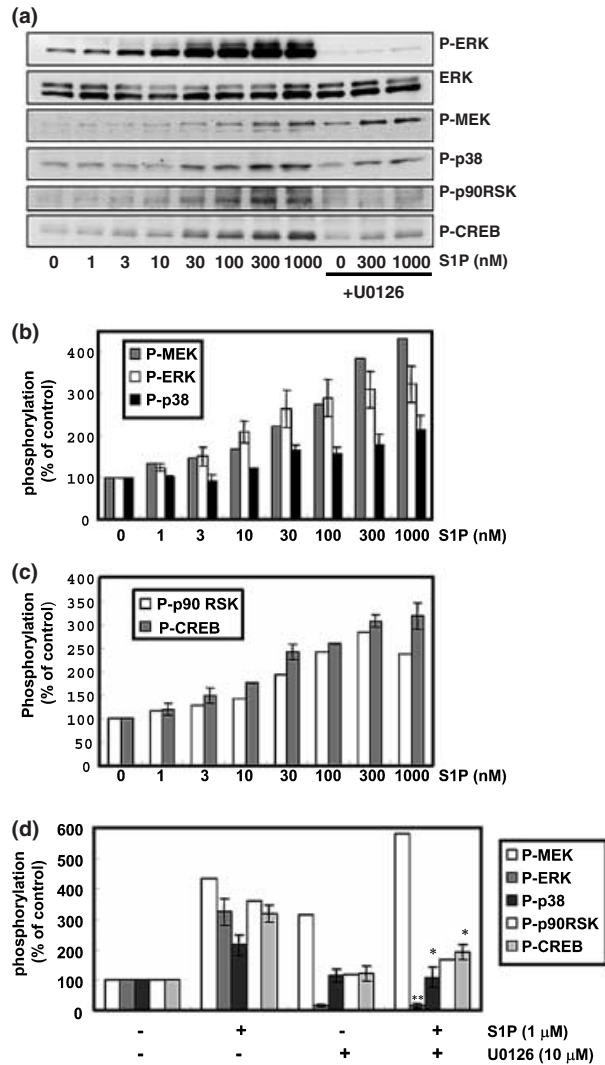 (a)
P-ERK
ERK
P-MEK
P-p38
P-p90RSK
P-CREB
0 1 3 10 30 100 300 1000 0 300 1000 S1P (nM)
+U0126
(b)
phosphorylation
(% of control)
400
300
200
100
0
P-MEK
P-ERK
P-p38
0 1 3 10 30 100 300 1000 S1P (nM)
(c)
Phosphorylation
(% of control)
400
350
300
250
200
150
100
50
0
P-p90 RSK
P-CREB
0 1 3 10 30 100 300 1000 S1P (nM)
(d)
phosphorylation
(% of control)
600
500
400
300
200
100
0
** * *
P-MEK
P-ERK
P-p38
P-p90RSK
P-CREB
- + - + S1P (1 μM)
- - + + U0126 (10 μM)